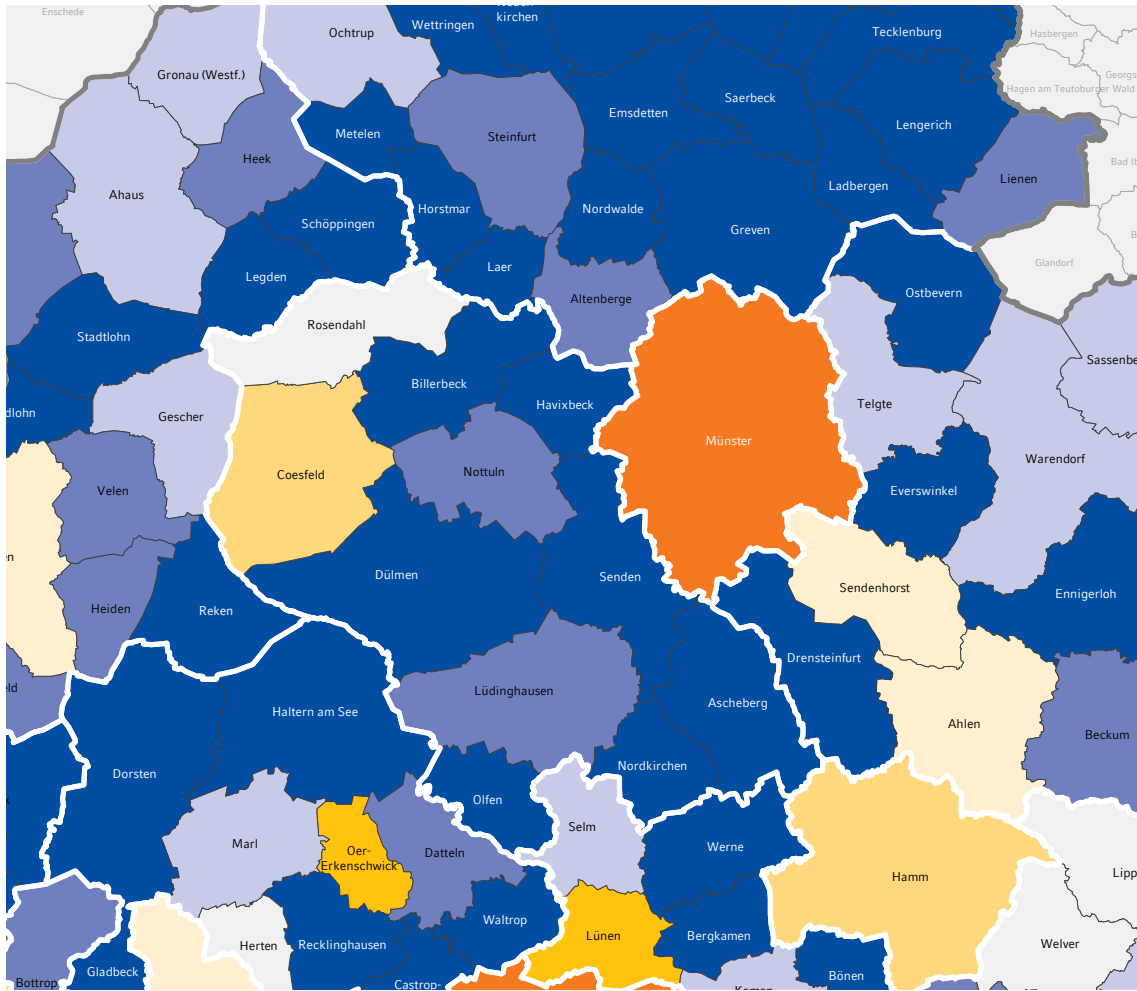 Enschede
Ochtrup
Wettringen
kirchen
Tecklenburg
Hasbergen
Gronau (Westf.)
Georgs
Hagen am Teutoburger Wald
Saerbeck
Emsdetten
Lengerich
Metelen
Steinfurt
Heek
Bad Ib
Lienen
Ladbergen
Ahaus
Horstmar
Nordwalde
Schöppingen
Greven
B
Glandorf
Laer
Legden
Ostbevern
Altenberge
Rosendahl
Stadtlohn
Sassenbe
Billerbeck
Telgte
Havixbeck
dlohn
Gescher
Münster
Warendorf
Nottuln
Coesfeld
Velen
Everswinkel
en
Dülmen
Senden
Sendenhorst
Ennigerloh
Heiden
Reken
Drensteinfurt
eld
Lüdinghausen
Ascheberg
Haltern am See
Ahlen
Beckum
Nordkirchen
Dorsten
Olfen
Selm
Marl
Werne
Oer-
Erkenschwick
Datteln
Hamm
Lipp
Waltrop
Lünen
Bergkamen
Herten
Recklinghausen
Welver
Gladbeck
Bönen
Bottrop
Castrop-
Kamen